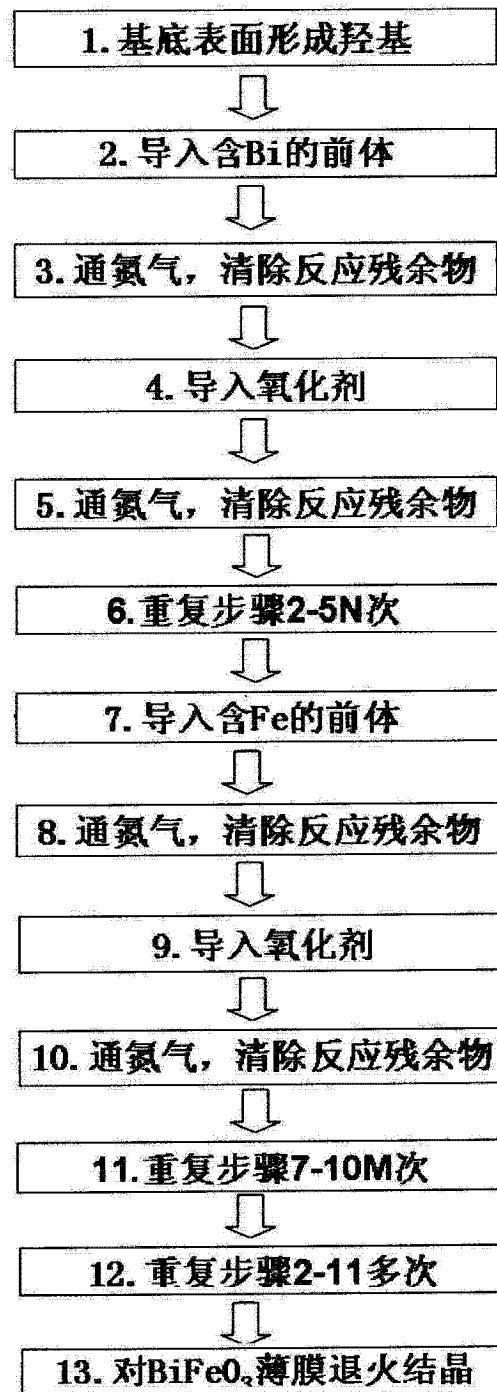 1.基底表面形成羟基
2.导入含Bi的前体
3.通氮气，清除反应残余物
4.导入氧化剂
5.通氮气，清除反应残余物
6.重复步骤2-5N次
7.导入含Fe的前体
8.通氮气，清除反应残余物
9.导入氧化剂
10.通氮气，清除反应残余物
11.重复步骤7-10M次
12.重复步骤2-11多次
13.对BiFeO₃薄膜退火结晶